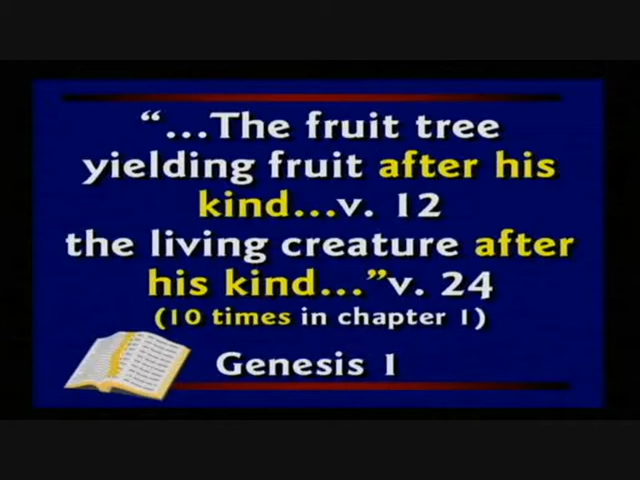 “...The fruit tree
yielding fruit after his
kind...v. 12
the living creature after
his kind...”v. 24
(10 times in chapter 1)
Genesis 1